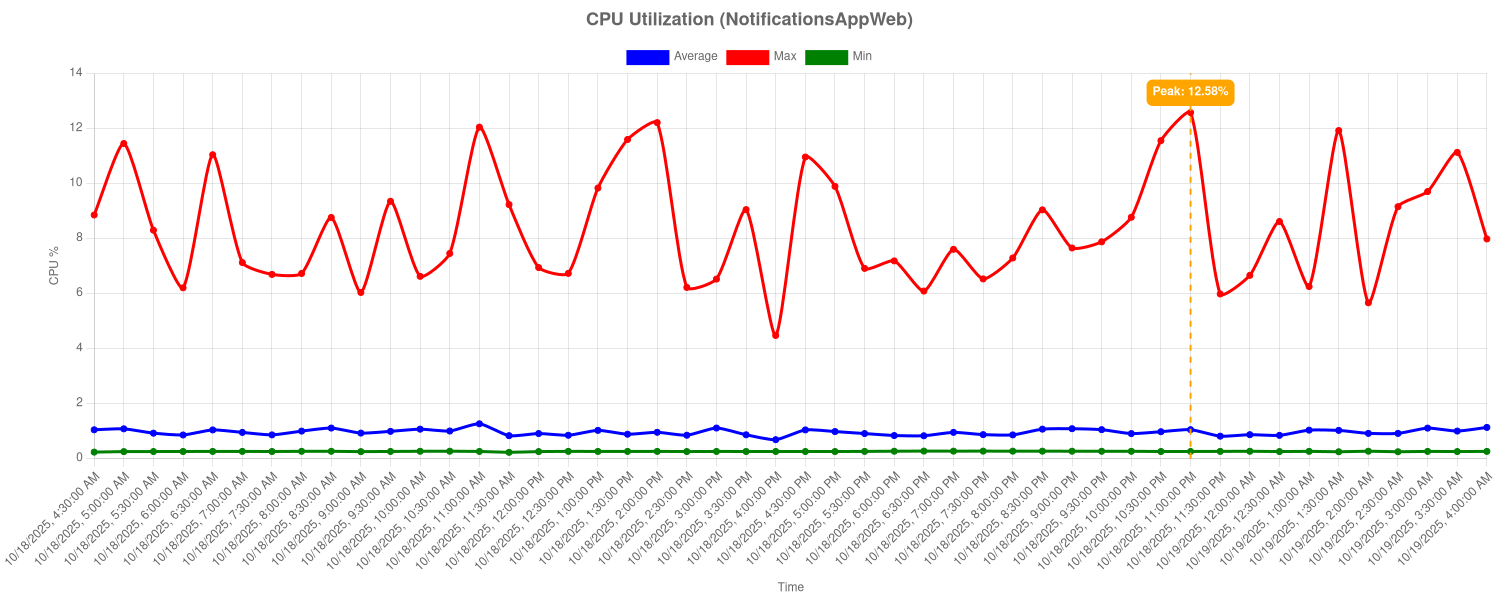 CPU Utilization (NotificationsAppWeb)
Average Max Min
Peak: 12.58%
CPU %
14
12
10
8
6
4
2
0
10/18/2025, 4:30:00 AM
10/18/2025, 5:00:00 AM
10/18/2025, 5:30:00 AM
10/18/2025, 6:00:00 AM
10/18/2025, 6:30:00 AM
10/18/2025, 7:00:00 AM
10/18/2025, 7:30:00 AM
10/18/2025, 8:00:00 AM
10/18/2025, 8:30:00 AM
10/18/2025, 9:00:00 AM
10/18/2025, 9:30:00 AM
10/18/2025, 10:00:00 AM
10/18/2025, 10:30:00 AM
10/18/2025, 11:00:00 AM
10/18/2025, 11:30:00 AM
10/18/2025, 12:00:00 PM
10/18/2025, 12:30:00 PM
10/18/2025, 1:00:00 PM
10/18/2025, 1:30:00 PM
10/18/2025, 2:00:00 PM
10/18/2025, 2:30:00 PM
10/18/2025, 3:00:00 PM
10/18/2025, 3:30:00 PM
10/18/2025, 4:00:00 PM
10/18/2025, 4:30:00 PM
10/18/2025, 5:00:00 PM
10/18/2025, 5:30:00 PM
10/18/2025, 6:00:00 PM
10/18/2025, 6:30:00 PM
10/18/2025, 7:00:00 PM
10/18/2025, 7:30:00 PM
10/18/2025, 8:00:00 PM
10/18/2025, 8:30:00 PM
10/18/2025, 9:00:00 PM
10/18/2025, 9:30:00 PM
10/18/2025, 10:00:00 PM
10/18/2025, 10:30:00 PM
10/18/2025, 11:00:00 PM
10/18/2025, 11:30:00 PM
10/19/2025, 12:00:00 AM
10/19/2025, 12:30:00 AM
10/19/2025, 1:00:00 AM
10/19/2025, 1:30:00 AM
10/19/2025, 2:00:00 AM
10/19/2025, 2:30:00 AM
10/19/2025, 3:00:00 AM
10/19/2025, 3:30:00 AM
10/19/2025, 4:00:00 AM
Time